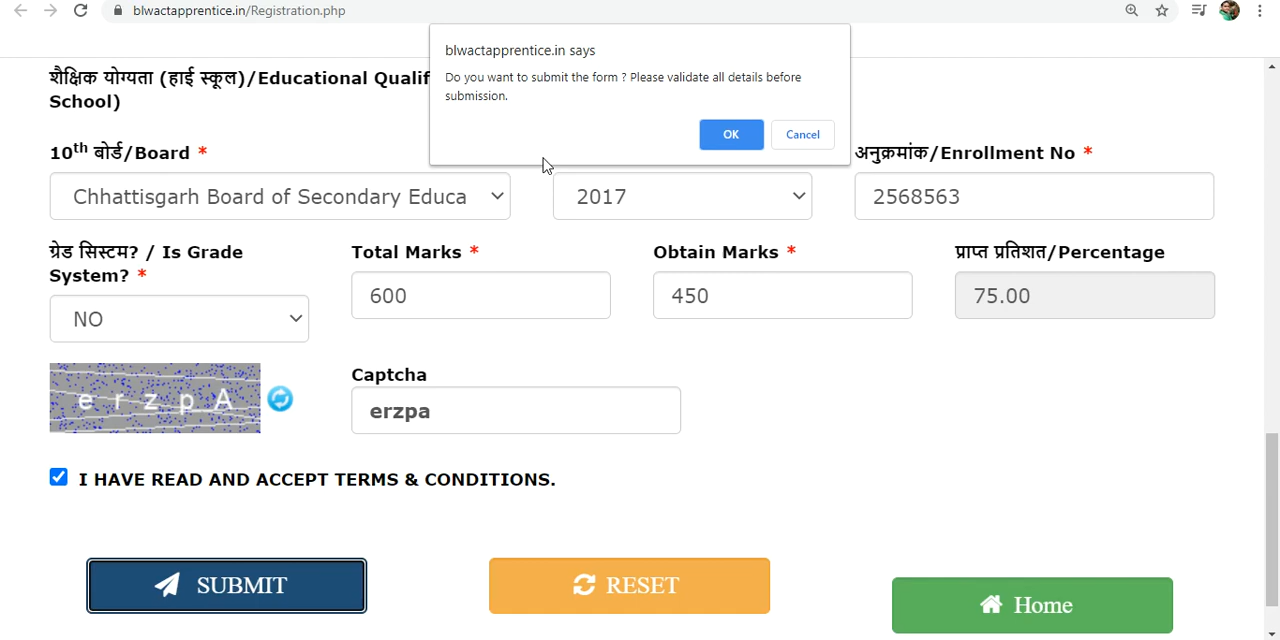 blwactapprentice.in/Registration.php
blwactapprentice.in says
Do you want to submit the form ? Please validate all details before
submission.
OK
Cancel
शैक्षिक योग्यता (हाई स्कूल)/Educational Qualif
School)
10th बोर्ड/Board *
अनुक्रमांक/Enrollment No *
Chhattisgarh Board of Secondary Educa
2017
2568563
ग्रेड सिस्टम? / Is Grade
System? *
Total Marks *
Obtain Marks *
प्राप्त प्रतिशत/Percentage
NO
600
450
75.00
e r z p A
Captcha
erzpa
I HAVE READ AND ACCEPT TERMS & CONDITIONS.
SUBMIT
RESET
Home